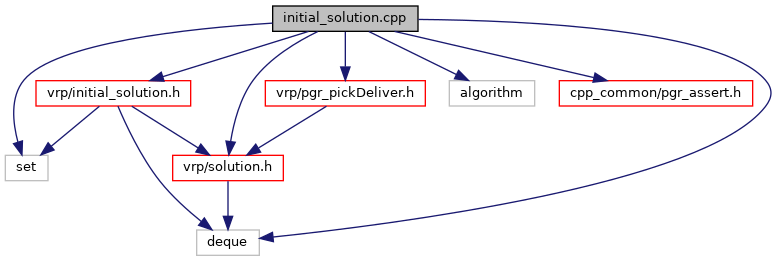 initial_solution.cpp
vrp/initial_solution.h
vrp/pgr_pickDeliver.h
algorithm
cpp_common/pgr_assert.h
set
vrp/solution.h
deque